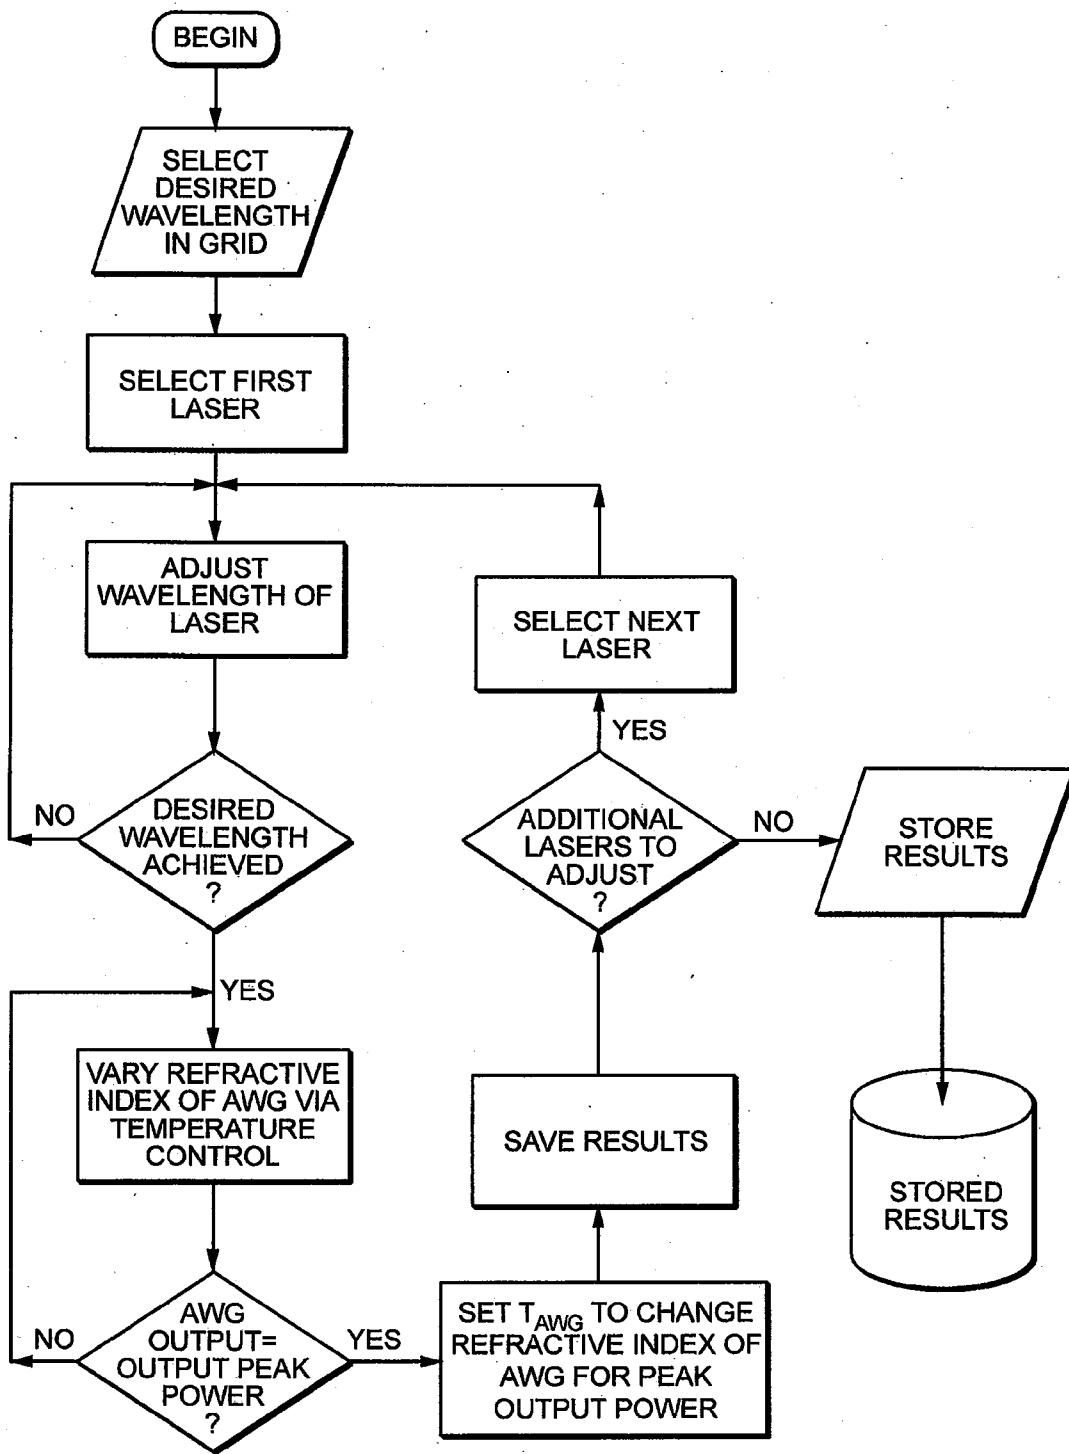 BEGIN
SELECT
DESIRED
WAVELENGTH
IN GRID
SELECT FIRST
LASER
ADJUST
WAVELENGTH OF
LASER
NO
DESIRED
WAVELENGTH
ACHIEVED
?
YES
VARY REFRACTIVE
INDEX OF AWG VIA
TEMPERATURE
CONTROL
NO
AWG
OUTPUT=
OUTPUT PEAK
POWER
?
YES
SET TAWG TO CHANGE
REFRACTIVE INDEX OF
AWG FOR PEAK
OUTPUT POWER
SAVE RESULTS
ADDITIONAL
LASERS TO
ADJUST
?
YES
SELECT NEXT
LASER
NO
STORE
RESULTS
STORED
RESULTS